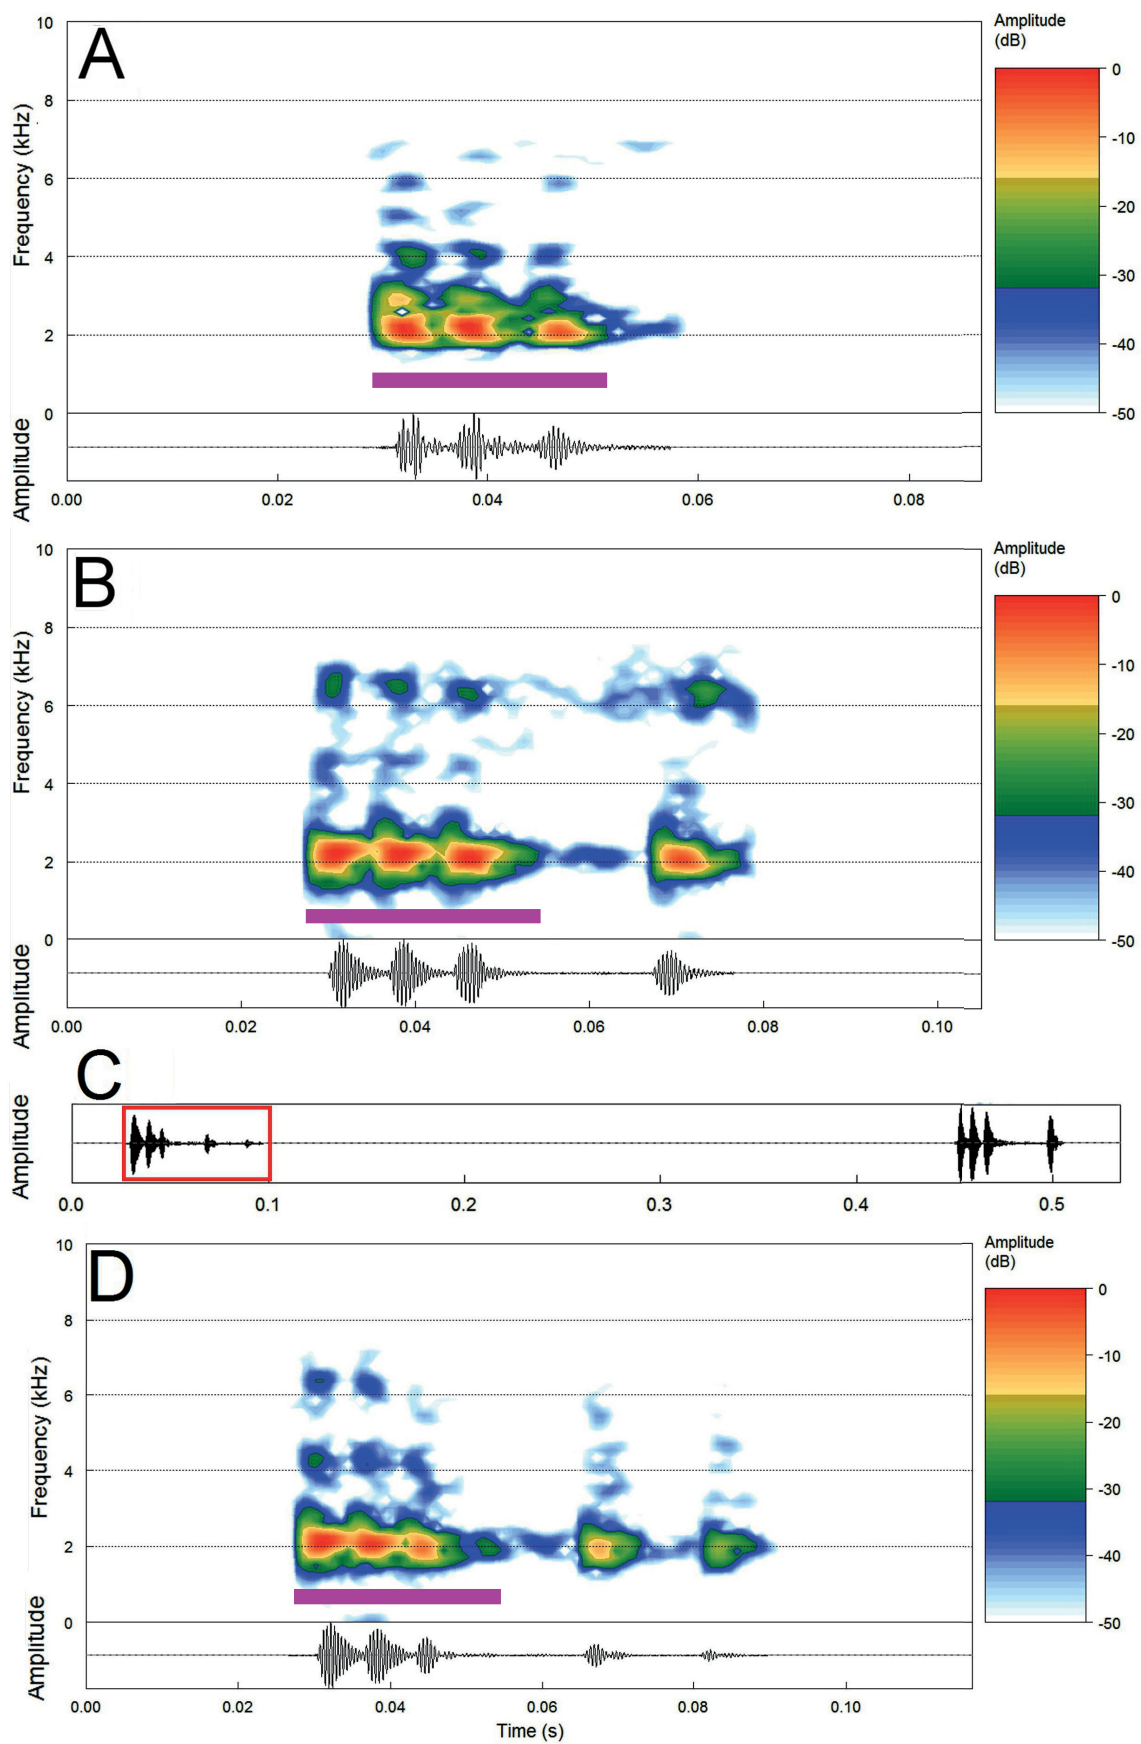 A
10
8
6
4
2
0
Frequency (kHz)
Amplitude
0.00 0.02 0.04 0.06 0.08
Amplitude
(dB)
0
-10
-20
-30
-40
-50
B
10
8
6
4
2
0
Frequency (kHz)
Amplitude
0.00 0.02 0.04 0.06 0.08 0.10
Amplitude
(dB)
0
-10
-20
-30
-40
-50
C
Amplitude
0.0 0.1 0.2 0.3 0.4 0.5
D
10
8
6
4
2
0
Frequency (kHz)
Amplitude
0.00 0.02 0.04 0.06 0.08 0.10
Time (s)
Amplitude
(dB)
0
-10
-20
-30
-40
-50